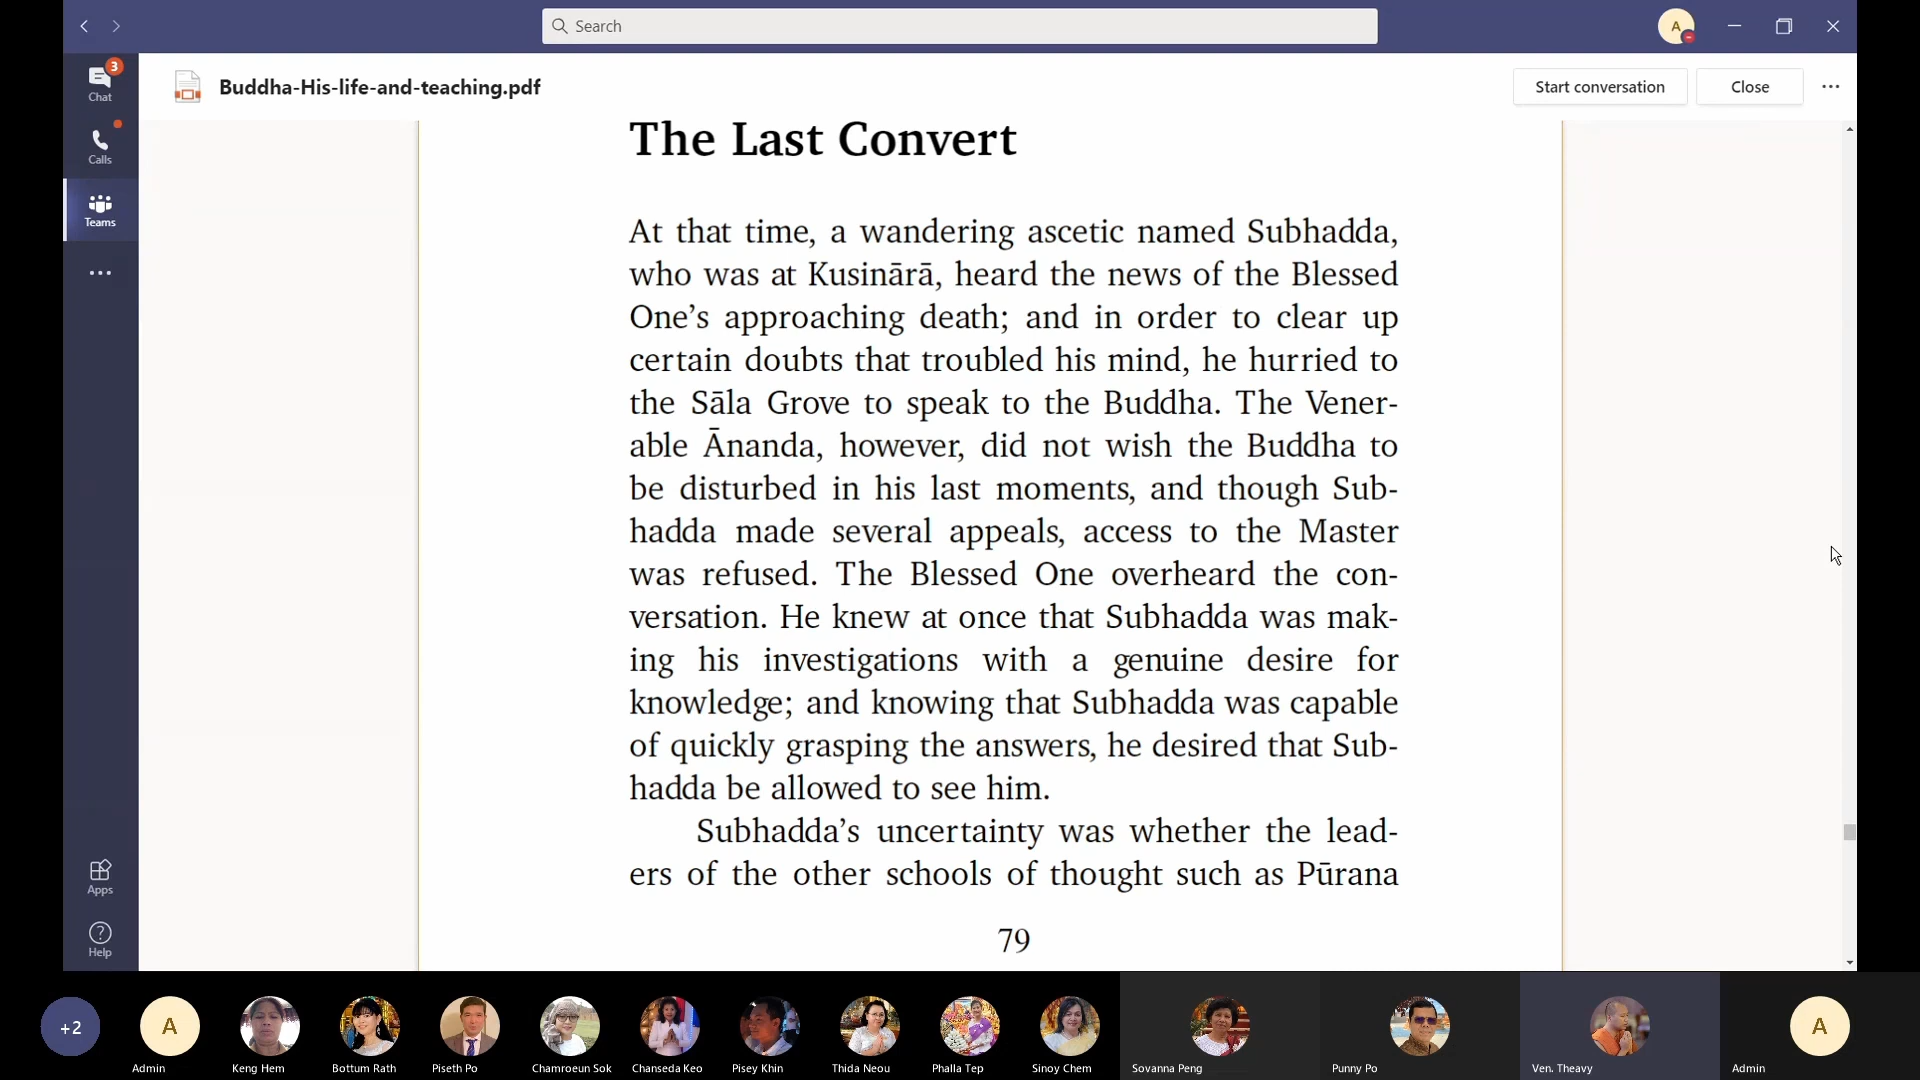 Search
A
3
Chat
Calls
Teams
Apps
Help
Buddha-His-life-and-teaching.pdf
Start conversation
Close
The Last Convert
At that time, a wandering ascetic named Subhadda,
who was at Kusinārā, heard the news of the Blessed
One’s approaching death; and in order to clear up
certain doubts that troubled his mind, he hurried to
the Sāla Grove to speak to the Buddha. The Vener-
able Ānanda, however, did not wish the Buddha to
be disturbed in his last moments, and though Sub-
hadda made several appeals, access to the Master
was refused. The Blessed One overheard the con-
versation. He knew at once that Subhadda was mak-
ing his investigations with a genuine desire for
knowledge; and knowing that Subhadda was capable
of quickly grasping the answers, he desired that Sub-
hadda be allowed to see him.
Subhadda’s uncertainty was whether the lead-
ers of the other schools of thought such as Pūrana
79
+2
A
A
Admin
Keng Hem
Bottum Rath
Piseth Po
Chamroeun Sok
Chanseda Keo
Pisey Khin
Thida Neou
Phalla Tep
Sinoy Chem
Sovanna Peng
Punny Po
Ven. Theavy
Admin